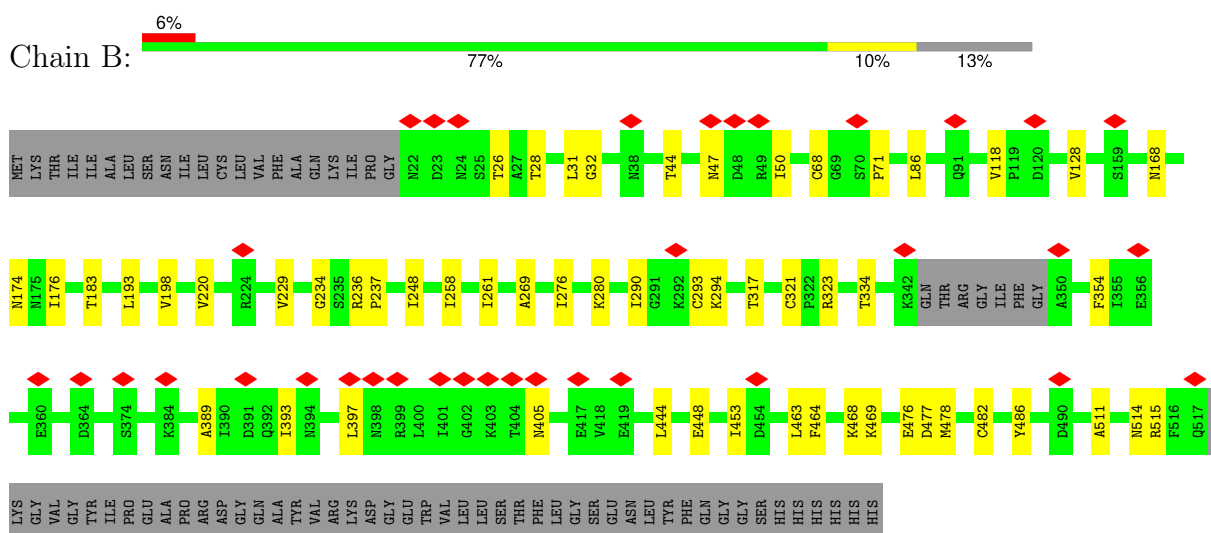 6%
Chain B:
77% 10% 13%
MET LYS THR ILE ILE ALA LEU SER ASN ILE LEU CYS LEU VAL PHE ALA GLN LYS ILE PRO GLY N22 D23 N24 S25 T26 A27 T28 L31 G32 N38 T44 N47 D48 R49 I50 C68 G69 S70 P71 L86 Q91 V118 P119 D120 V128 S159 N168
N174 N175 I176 T183 L193 V198 V220 R224 V229 G234 S235 R236 P237 I248 I258 I261 A269 I276 K280 I290 G291 K292 C293 K294 T317 C321 P322 R323 T334 K342 GLN THR ARG GLY ILE PHE GLY A350 F354 I355 E356
E360 D364 S374 K384 A389 I390 D391 Q392 I393 N394 L397 N398 R399 L400 I401 G402 K403 T404 N405 E417 V418 E419 L444 E448 I453 D454 L463 F464 K468 K469 E476 D477 M478 C482 Y486 D490 A511 N514 R515 F516 Q517
LYS GLY VAL GLY TYR ILE PRO GLU ALA PRO ARG ASP GLY GLN ALA TYR VAL ARG LYS ASP GLY GLU TRP VAL LEU LEU SER THR PHE LEU GLY SER GLU ASN LEU TYR PHE GLN GLY GLY SER HIS HIS HIS HIS HIS HIS